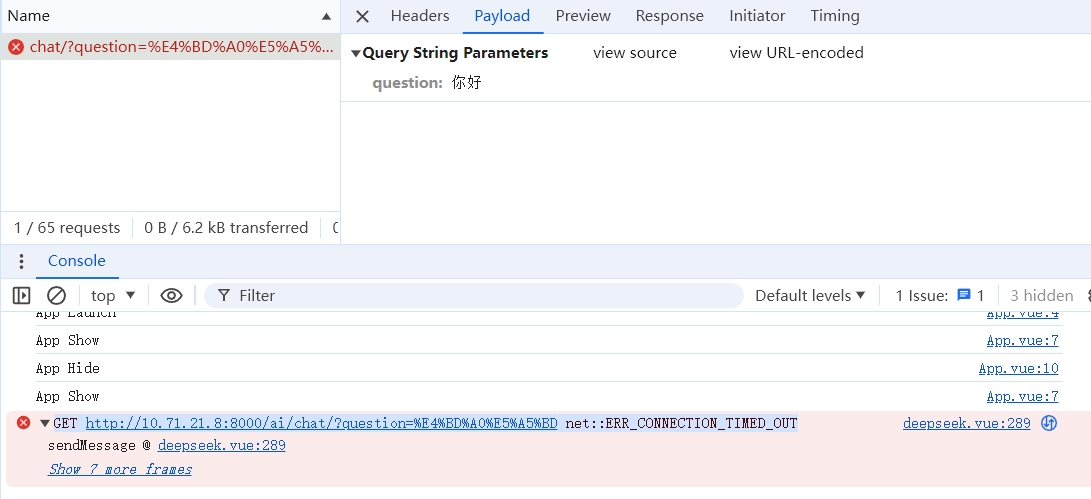 Name
Headers Payload Preview Response Initiator Timing
chat/?question=%E4%BD%A0%E5%A5%...
Query String Parameters view source view URL-encoded
question: 你好
1 / 65 requests 0 B / 6.2 kB transferred
Console
top Filter Default levels 1 Issue: 1 3 hidden
App Launch App.vue:4
App Show App.vue:7
App Hide App.vue:10
App Show App.vue:7
GET http://10.71.21.8:8000/ai/chat/?question=%E4%BD%A0%E5%A5%BD net::ERR_CONNECTION_TIMED_OUT deepseek.vue:289
sendMessage @ deepseek.vue:289
Show 7 more frames